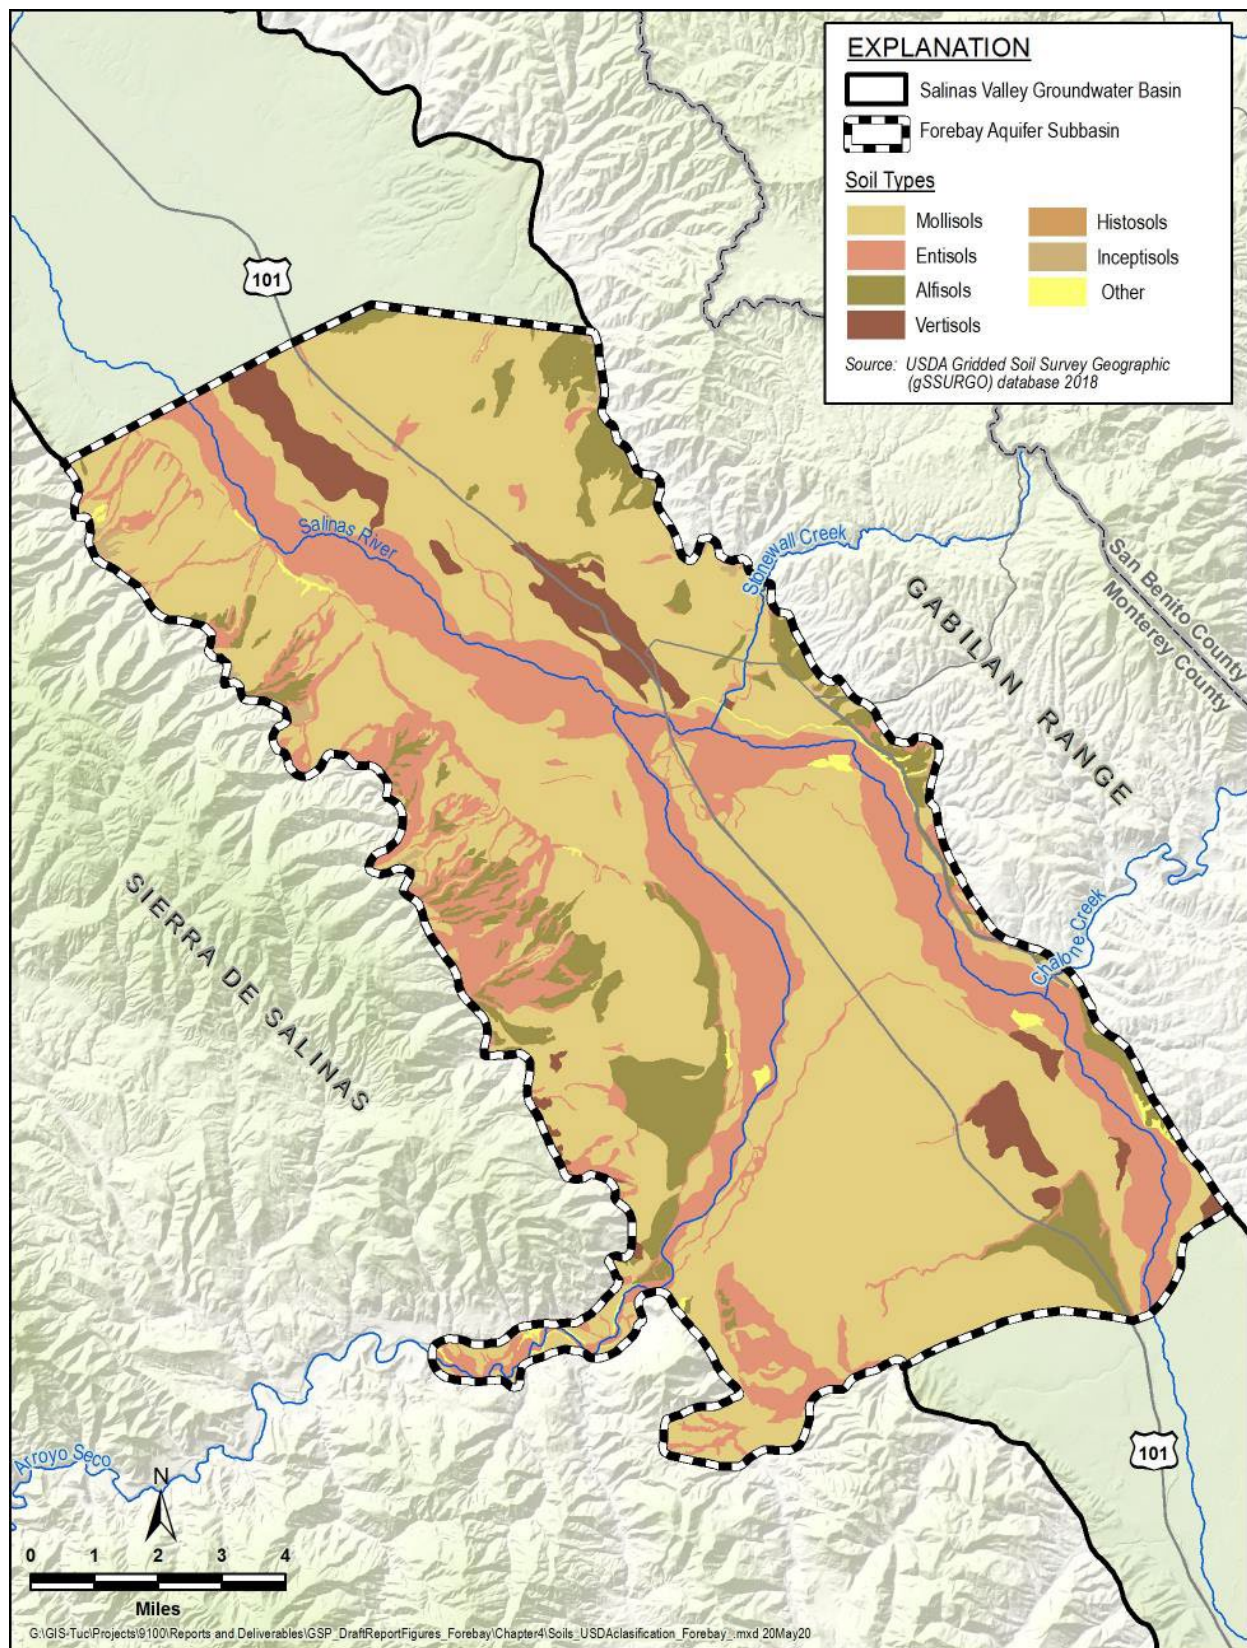 EXPLANATION
Salinas Valley Groundwater Basin
Forebay Aquifer Subbasin
Soil Types
Mollisols
Histosols
Entisols
Inceptisols
Alfisols
Other
Vertisols
Source: USDA Gridded Soil Survey Geographic
(gSSURGO) database 2018
101
Salinas River
Stonewall Creek
San Benito County
Monterey County
GABILAN RANGE
Chalone Creek
SIERRA DE SALINAS
Arroyo Seco
101
N
0 1 2 3 4
Miles
G:\GIS-Tuc\Projects\9100\Reports and Deliverables\GSP_DraftReportFigures_Forebay\Chapter4\Soils_USDAclasification_Forebay_.mxd 20May20